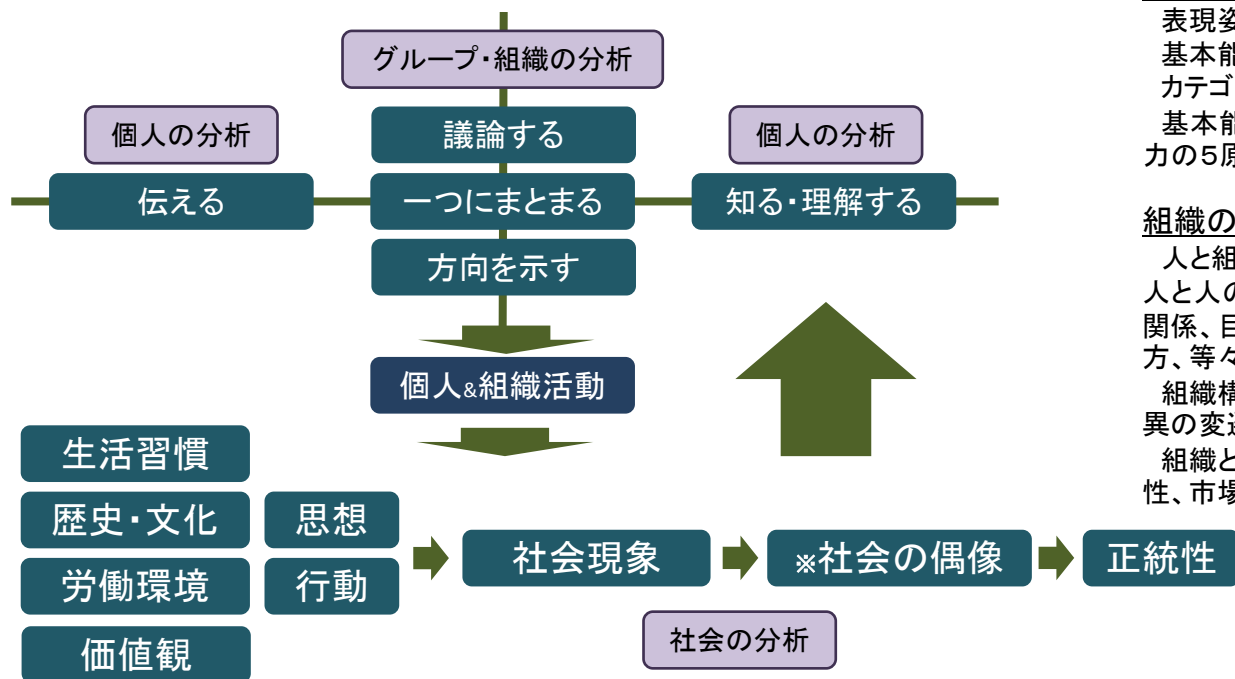 グループ・組織の分析
個人の分析
議論する
個人の分析
伝える
一つにまとまる
知る・理解する
方向を示す
個人&組織活動
生活習慣
歴史・文化
思想
労働環境
行動
価値観
社会現象
※社会の偶像
正統性
社会の分析
表現姿
基本能
カテゴ
基本能
力の5原
組織の
人と組
人と人の
関係、目
方、等々
組織構
異の変遷
組織と
性、市場